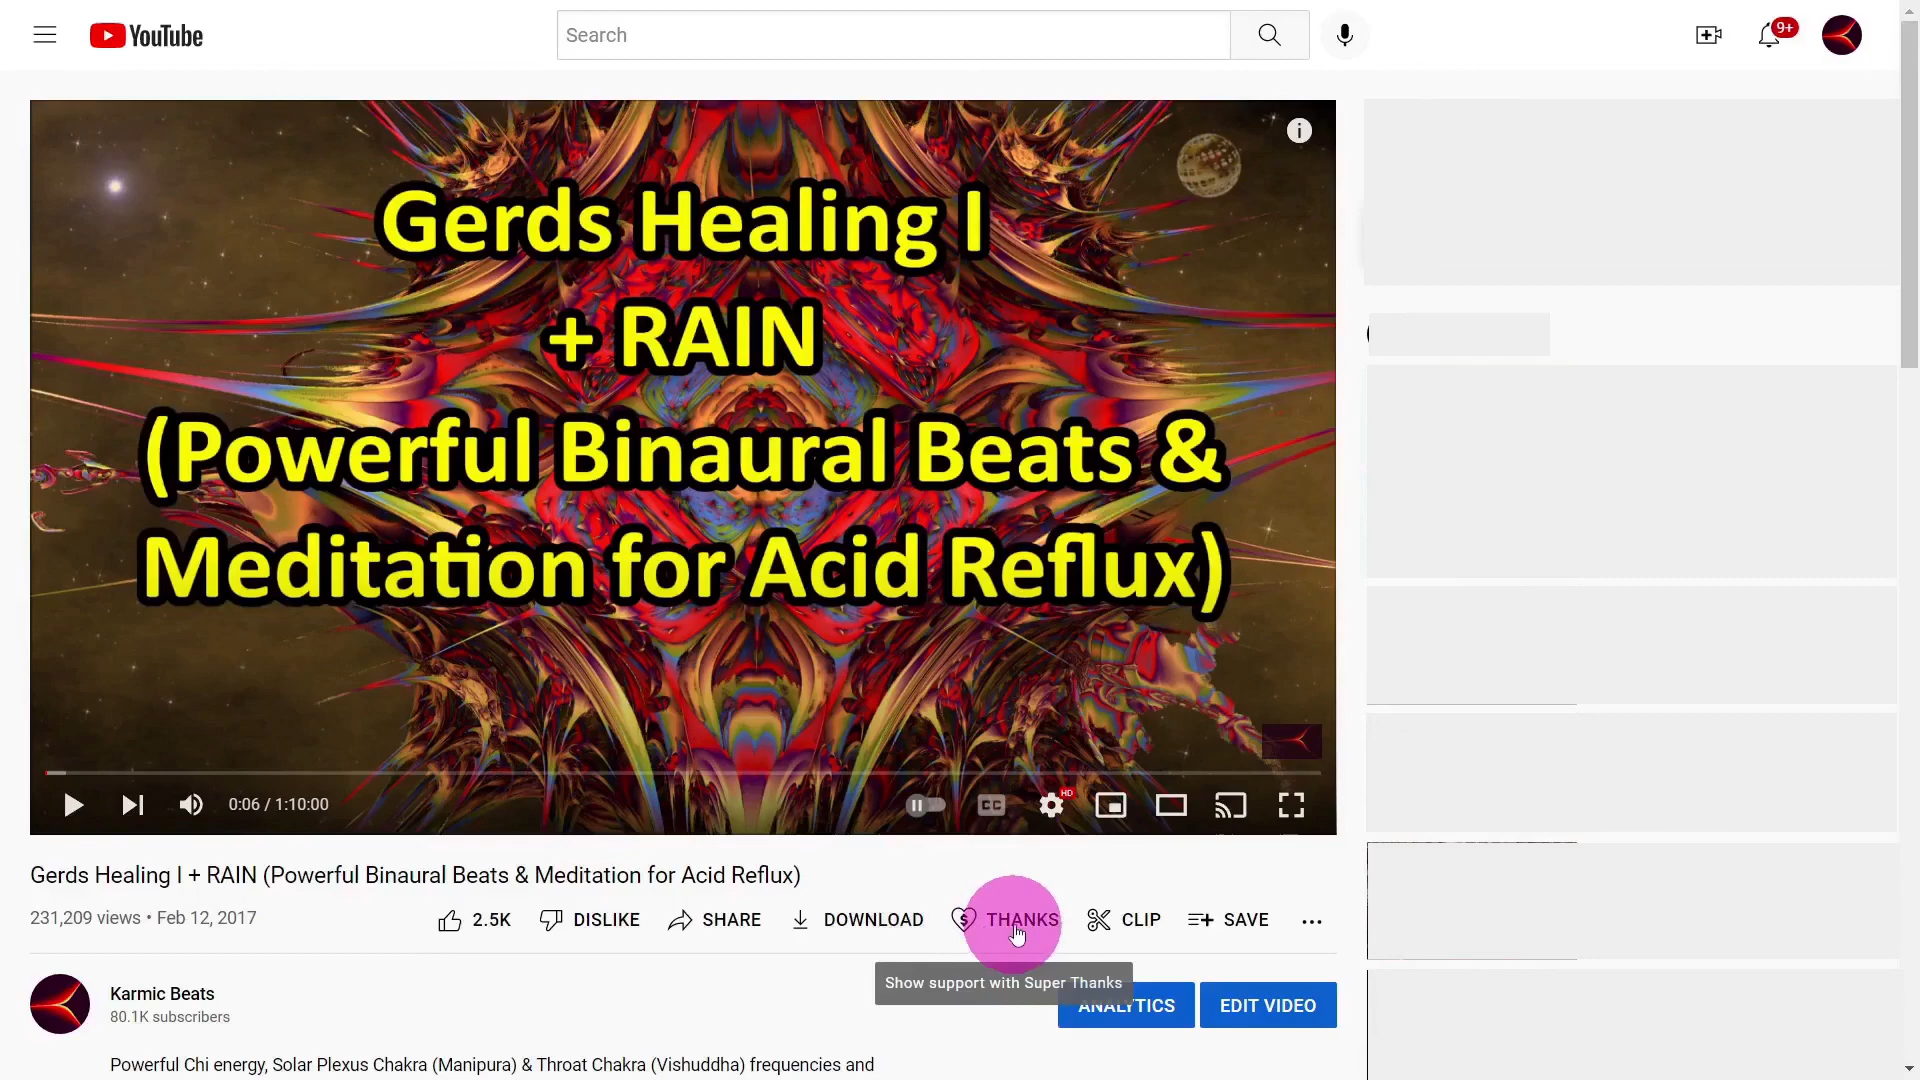 YouTube
Search
9+
Gerds Healing I
+ RAIN
(Powerful Binaural Beats &
Meditation for Acid Reflux)
0:06 / 1:10:00
CC
HD
Gerds Healing I + RAIN (Powerful Binaural Beats & Meditation for Acid Reflux)
231,209 views • Feb 12, 2017
2.5K
DISLIKE
SHARE
DOWNLOAD
THANKS
CLIP
SAVE
Show support with Super Thanks
Karmic Beats
80.1K subscribers
ANALYTICS
EDIT VIDEO
Powerful Chi energy, Solar Plexus Chakra (Manipura) & Throat Chakra (Vishuddha) frequencies and